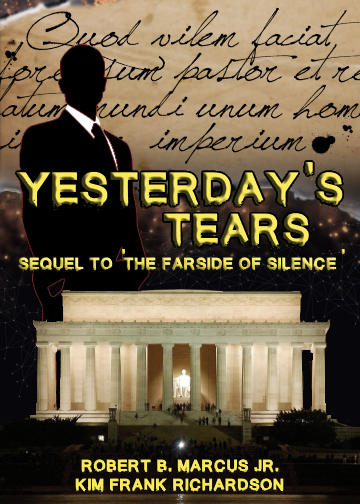 Quod vilem faciat,
sum pastor et re
mundi unum hom
imperium
YESTERDAY'S
TEARS
SEQUEL TO 'THE FARSIDE OF SILENCE'
ROBERT B. MARCUS JR.
KIM FRANK RICHARDSON